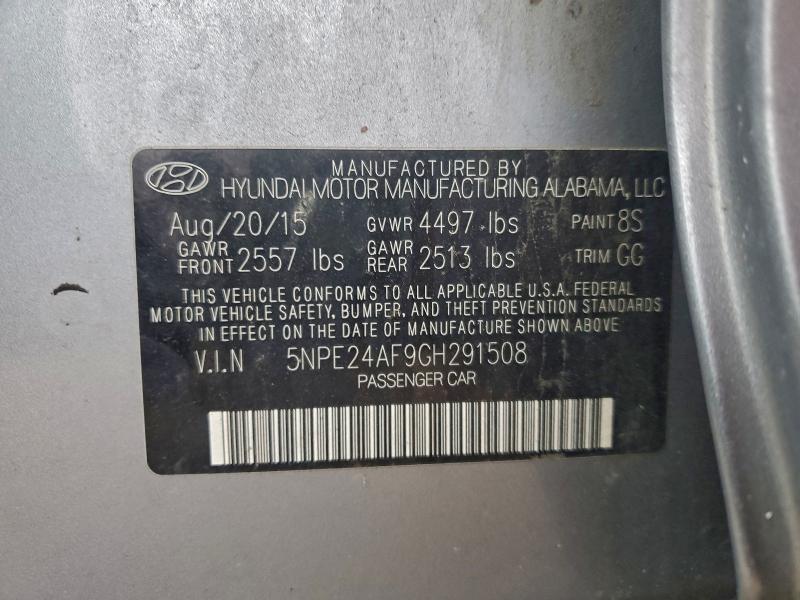 MANUFACTURED BY
HYUNDAI MOTOR MANUFACTURING ALABAMA, LLC
Aug/20/15 GVWR 4497 lbs PAINT 8S
GAWR FRONT 2557 lbs GAWR REAR 2513 lbs TRIM GG
THIS VEHICLE CONFORMS TO ALL APPLICABLE U.S.A. FEDERAL
MOTOR VEHICLE SAFETY, BUMPER, AND THEFT PREVENTION STANDARDS
IN EFFECT ON THE DATE OF MANUFACTURE SHOWN ABOVE
V.I.N 5NPE24AF9GH291508
PASSENGER CAR